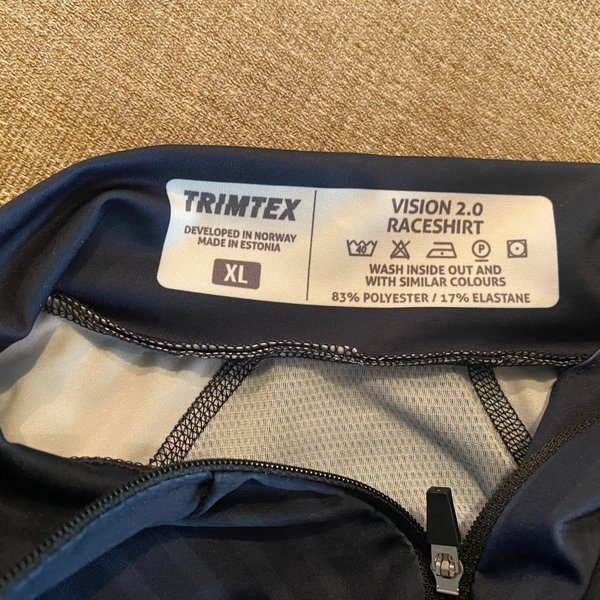 TRIMTEX
DEVELOPED IN NORWAY
MADE IN ESTONIA
XL
VISION 2.0
RACESHIRT
40 P
WASH INSIDE OUT AND
WITH SIMILAR COLOURS
83% POLYESTER / 17% ELASTANE